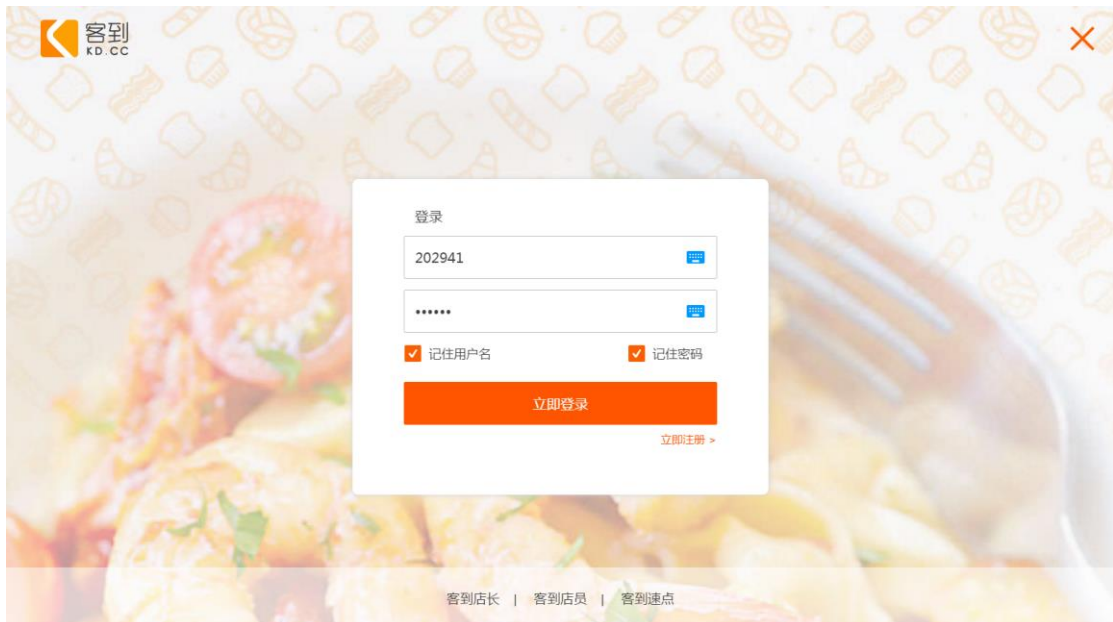 客到
KD.CC
登录
202941
••••••
记住用户名 记住密码
立即登录
立即注册 >
客到店长 | 客到店员 | 客到速点